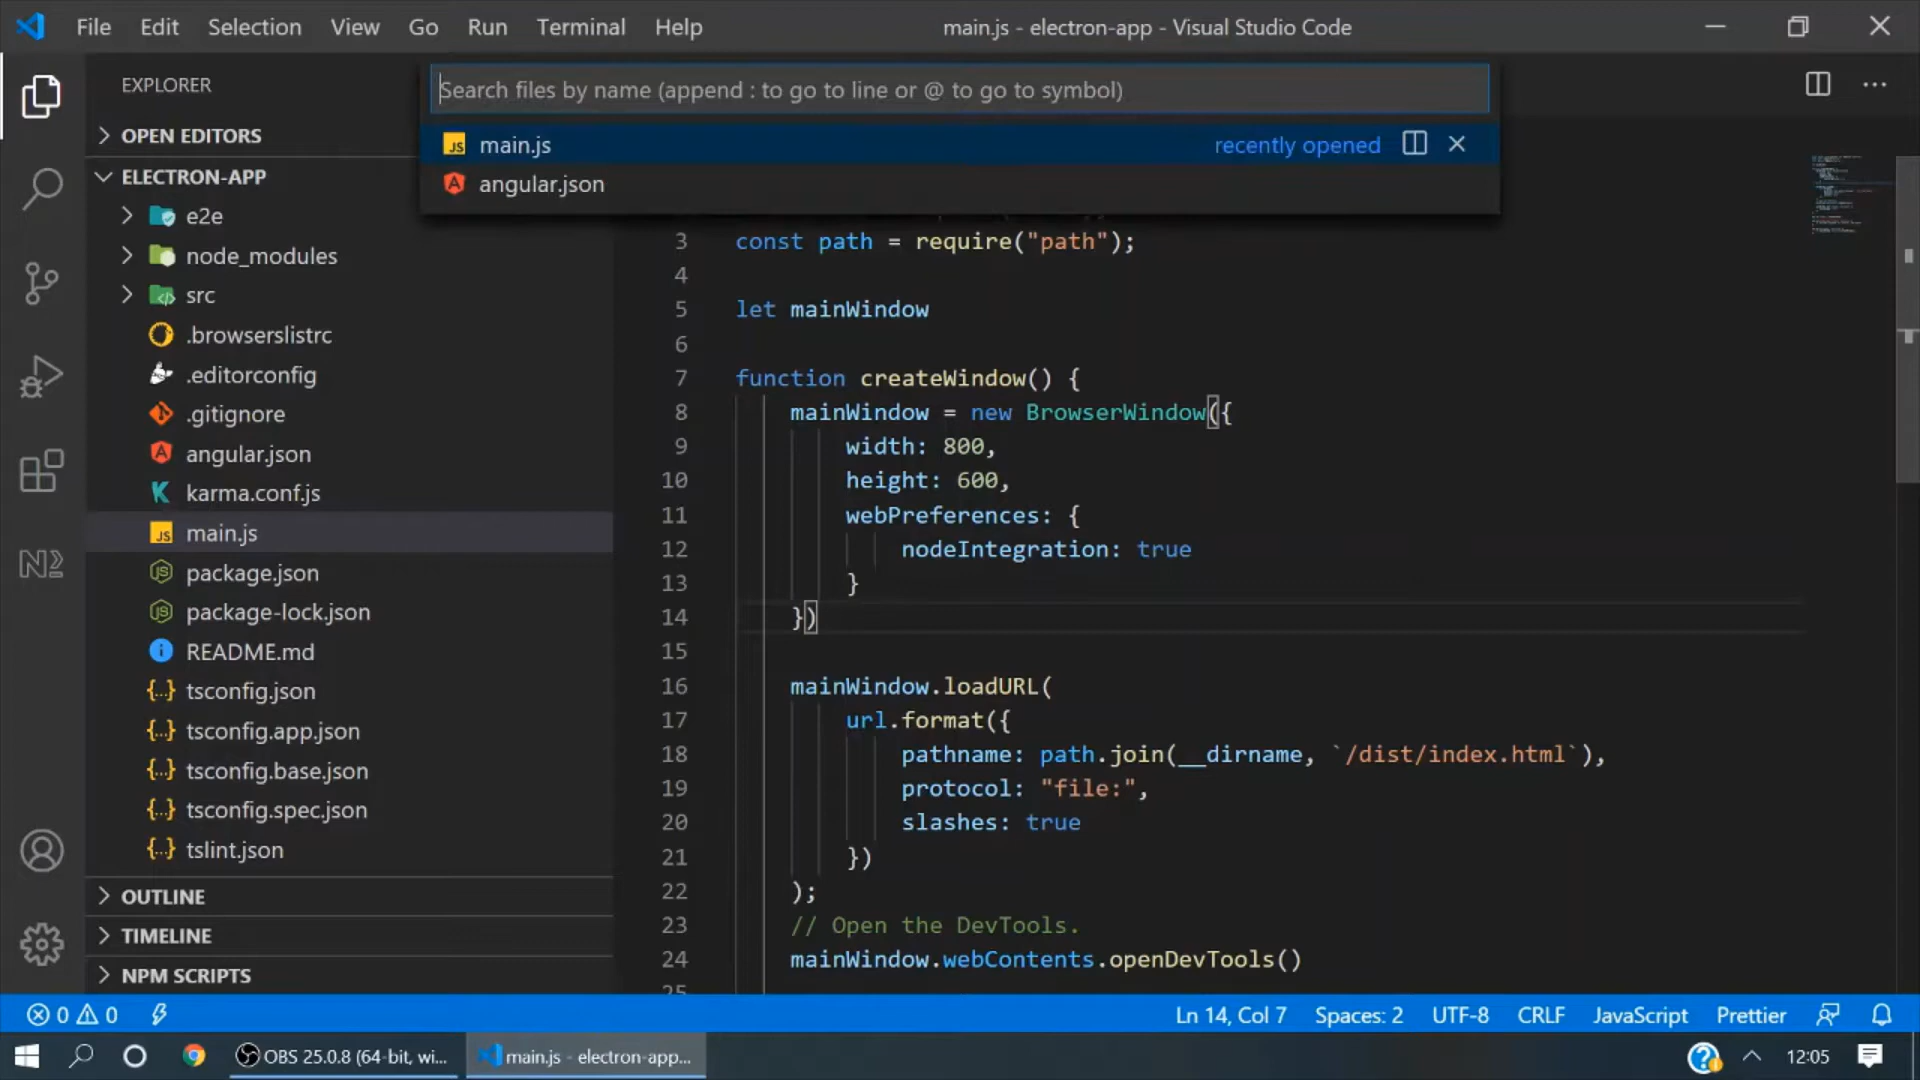 File Edit Selection View Go Run Terminal Help
main.js - electron-app - Visual Studio Code
EXPLORER
Search files by name (append : to go to line or @ to go to symbol)
main.js recently opened
angular.json
OPEN EDITORS
ELECTRON-APP
e2e
node_modules
src
.browserslistrc
.editorconfig
.gitignore
angular.json
karma.conf.js
main.js
package.json
package-lock.json
README.md
tsconfig.json
tsconfig.app.json
tsconfig.base.json
tsconfig.spec.json
tslint.json
OUTLINE
TIMELINE
NPM SCRIPTS
3 const path = require("path");
4
5 let mainWindow
6
7 function createWindow() {
8 mainWindow = new BrowserWindow({
9 width: 800,
10 height: 600,
11 webPreferences: {
12 nodeIntegration: true
13 }
14 })
15
16 mainWindow.loadURL(
17 url.format({
18 pathname: path.join(__dirname, `/dist/index.html`),
19 protocol: "file:",
20 slashes: true
21 })
22 );
23 // Open the DevTools.
24 mainWindow.webContents.openDevTools()
25
0 0
Ln 14, Col 7 Spaces: 2 UTF-8 CRLF JavaScript Prettier
OBS 25.0.8 (64-bit, wi...
main.js - electron-app...
12:05